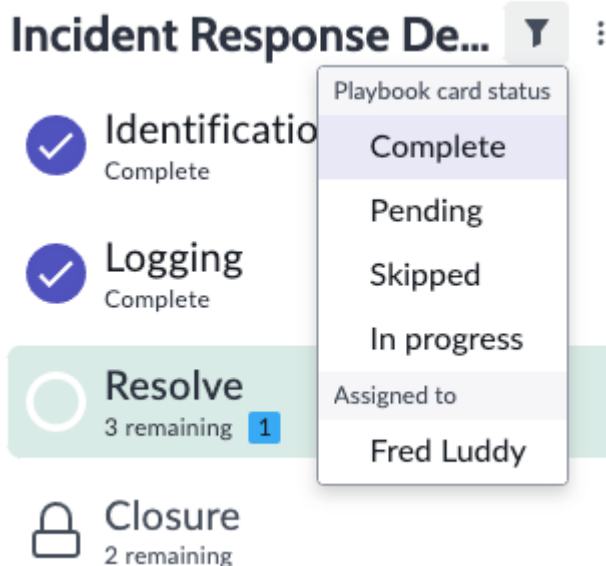 Incident Response De...
Playbook card status
Complete
Pending
Skipped
In progress
Assigned to
Fred Luddy
Identificatio
Complete
Logging
Complete
Resolve
3 remaining 1
Closure
2 remaining